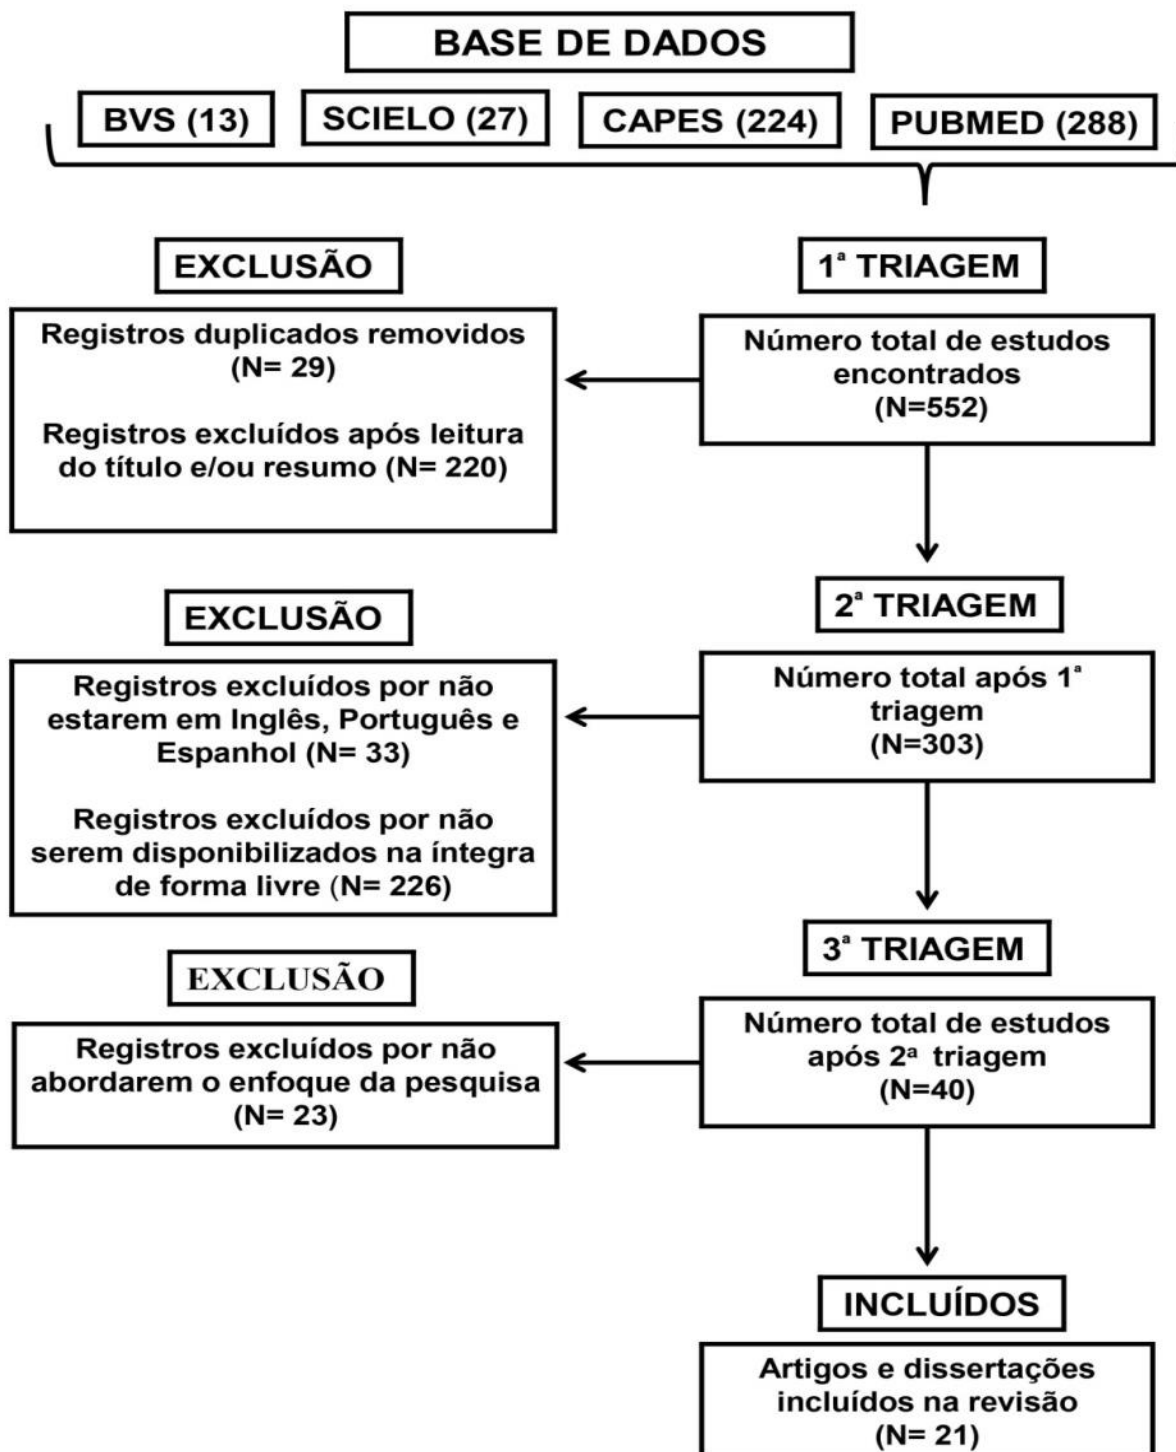 BASE DE DADOS
BVS (13)
SCIELO (27)
CAPES (224)
PUBMED (288)
EXCLUSÃO
1ª TRIAGEM
Registros duplicados removidos
(N= 29)
Registros excluídos após leitura
do título e/ou resumo (N= 220)
Número total de estudos
encontrados
(N=552)
EXCLUSÃO
2ª TRIAGEM
Registros excluídos por não
estarem em Inglês, Português e
Espanhol (N= 33)
Registros excluídos por não
serem disponibilizados na íntegra
de forma livre (N= 226)
Número total após 1ª
triagem
(N=303)
EXCLUSÃO
3ª TRIAGEM
Registros excluídos por não
abordarem o enfoque da pesquisa
(N= 23)
Número total de estudos
após 2ª triagem
(N=40)
INCLUÍDOS
Artigos e dissertações
incluídos na revisão
(N= 21)